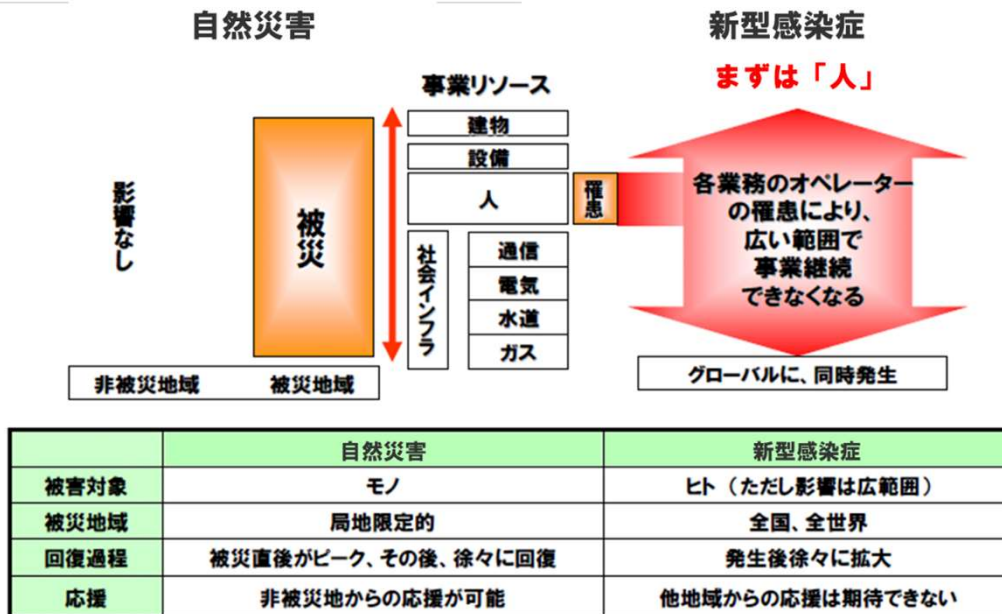 自然災害
新型感染症
まずは「人」
事業リソース
建物
設備
人
罹患
影響なし
被災
社会インフラ
通信
電気
水道
ガス
各業務のオペレーター
の罹患により、
広い範囲で
事業継続
できなくなる
非被災地域 被災地域
グローバルに、同時発生
自然災害 新型感染症
被害対象 モノ ヒト（ただし影響は広範囲）
被災地域 局地限定的 全国、全世界
回復過程 被災直後がピーク、その後、徐々に回復 発生後徐々に拡大
応援 非被災地からの応援が可能 他地域からの応援は期待できない